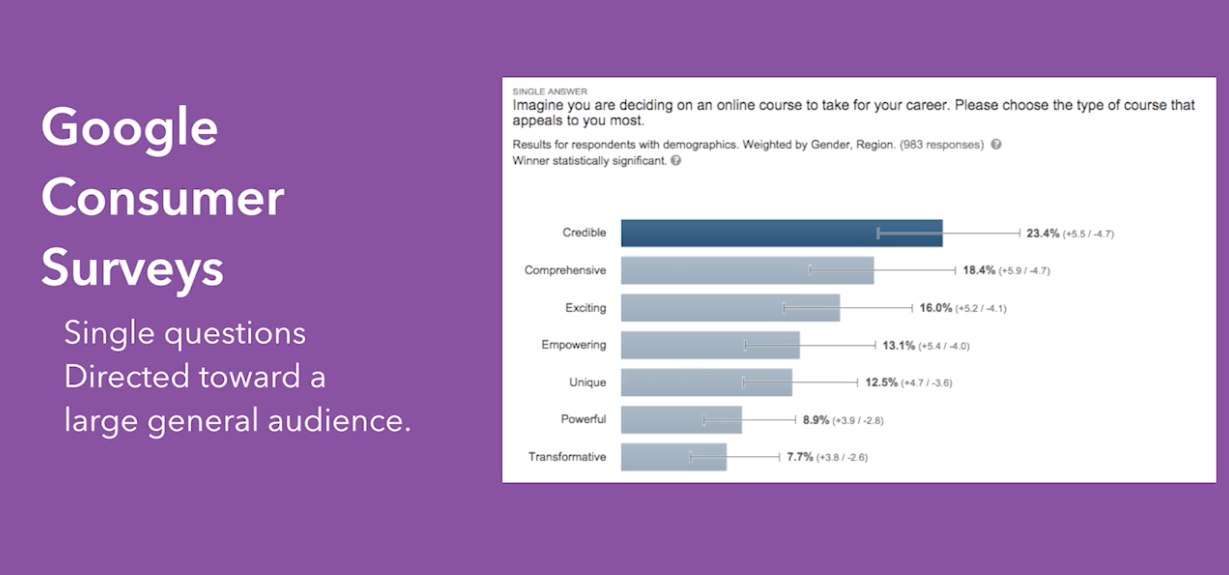 Google
Consumer
Surveys
Single questions
Directed toward a
large general audience.
SINGLE ANSWER
Imagine you are deciding on an online course to take for your career. Please choose the type of course that
appeals to you most.
Results for respondents with demographics. Weighted by Gender, Region. (983 responses) ?
Winner statistically significant. ?
Credible 23.4% (+5.5 / -4.7)
Comprehensive 18.4% (+5.9 / -4.7)
Exciting 16.0% (+5.2 / -4.1)
Empowering 13.1% (+5.4 / -4.0)
Unique 12.5% (+4.7 / -3.6)
Powerful 8.9% (+3.9 / -2.8)
Transformative 7.7% (+3.8 / -2.6)